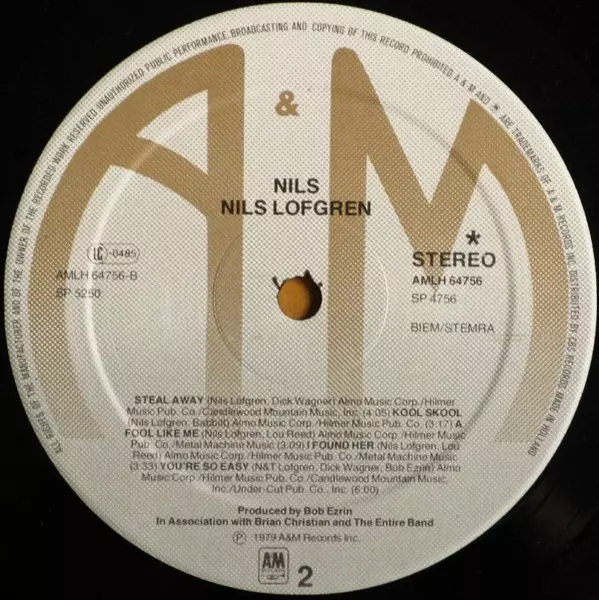 ALL RIGHTS OF THE MANUFACTURER AND OF THE OWNER OF THE RECORDED WORK RESERVED UNAUTHORIZED PUBLIC PERFORMANCE, BROADCASTING AND COPYING OF THIS RECORD PROHIBITED. A & M AND * ARE TRADEMARKS OF A & M RECORDS INC. DISTRIBUTED BY CBS RECORDS. MADE IN HOLLAND
A & M
NILS
NILS LOFGREN
LC-0485
AMLH 64756-B
SP 5250
*
STEREO
AMLH 64756
SP 4756
BIEM/STEMRA
STEAL AWAY (Nils Lofgren, Dick Wagner) Almo Music Corp./Hilmer
Music Pub. Co./Candlewood Mountain Music, Inc. (4:05) KOOL SKOOL
(Nils Lofgren, Babbilt) Almo Music Corp./Hilmer Music Pub. Co. (3:17) A
FOOL LIKE ME (Nils Lofgren, Lou Reed) Almo Music Corp./Hilmer Music
Pub. Co./Metal Machine Music (3:09) I FOUND HER (Nils Lofgren, Lou
Reed) Almo Music Corp./Hilmer Music Pub. Co./Metal Machine Music
(3:33) YOU'RE SO EASY (N&T Lofgren, Dick Wagner, Bob Ezrin) Almo
Music Corp./Hilmer Music Pub. Co./Candlewood Mountain Music,
Inc./Under-Cut Pub. Co., Inc. (6:00)
Produced by Bob Ezrin
In Association with Brian Christian and The Entire Band
Ⓟ 1979 A&M Records Inc.
A&M
RECORDS
2